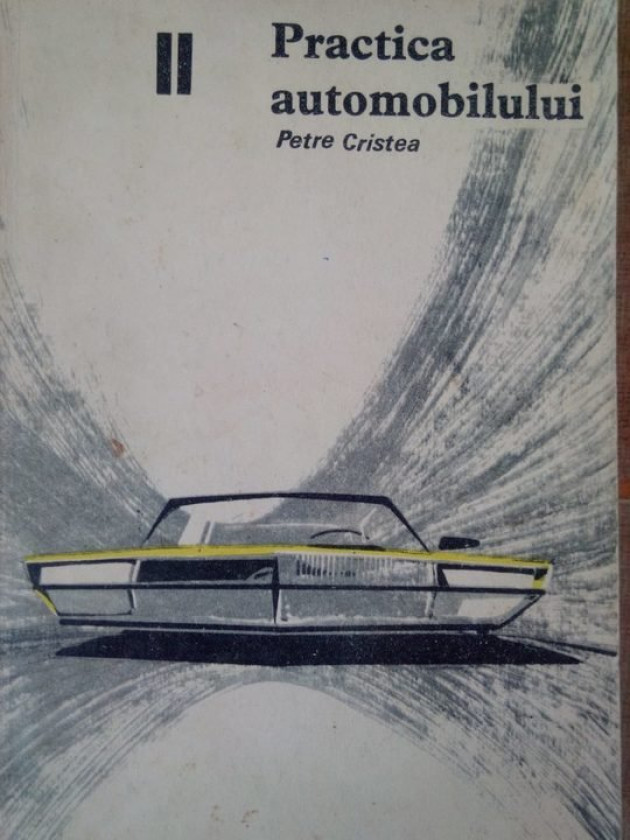 II
Practica
automobilului
Petre Cristea